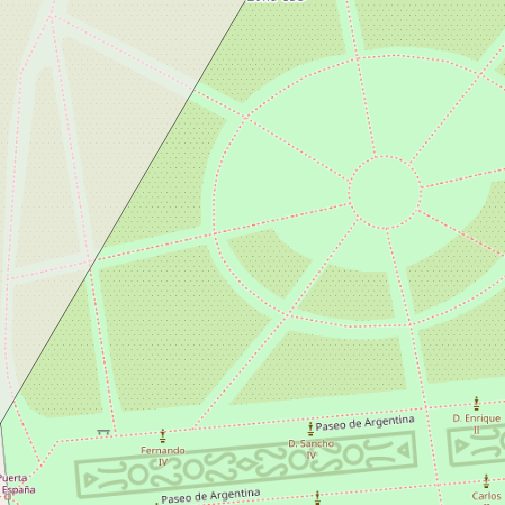 Paseo de Argentina
D. Enrique
II
Fernando
IV
D. Sancho
IV
Puerta
España
Paseo de Argentina
Carlos